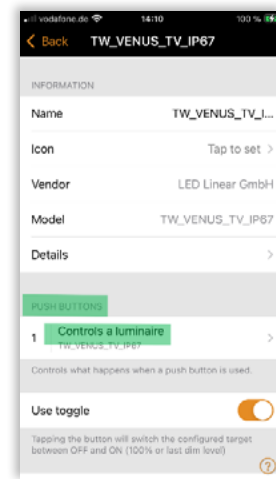 vodafone.de 14:10 100 %
Back TW_VENUS_TV_IP67
INFORMATION
Name TW_VENUS_TV_I...
Icon Tap to set
Vendor LED Linear GmbH
Model TW_VENUS_TV_IP67
Details
PUSH BUTTONS
1 Controls a luminaire
TW_VENUS_TV_IP67
Controls what happens when a push button is used.
Use toggle
Tapping the button will switch the configured target
between OFF and ON (100% or last dim level)
?